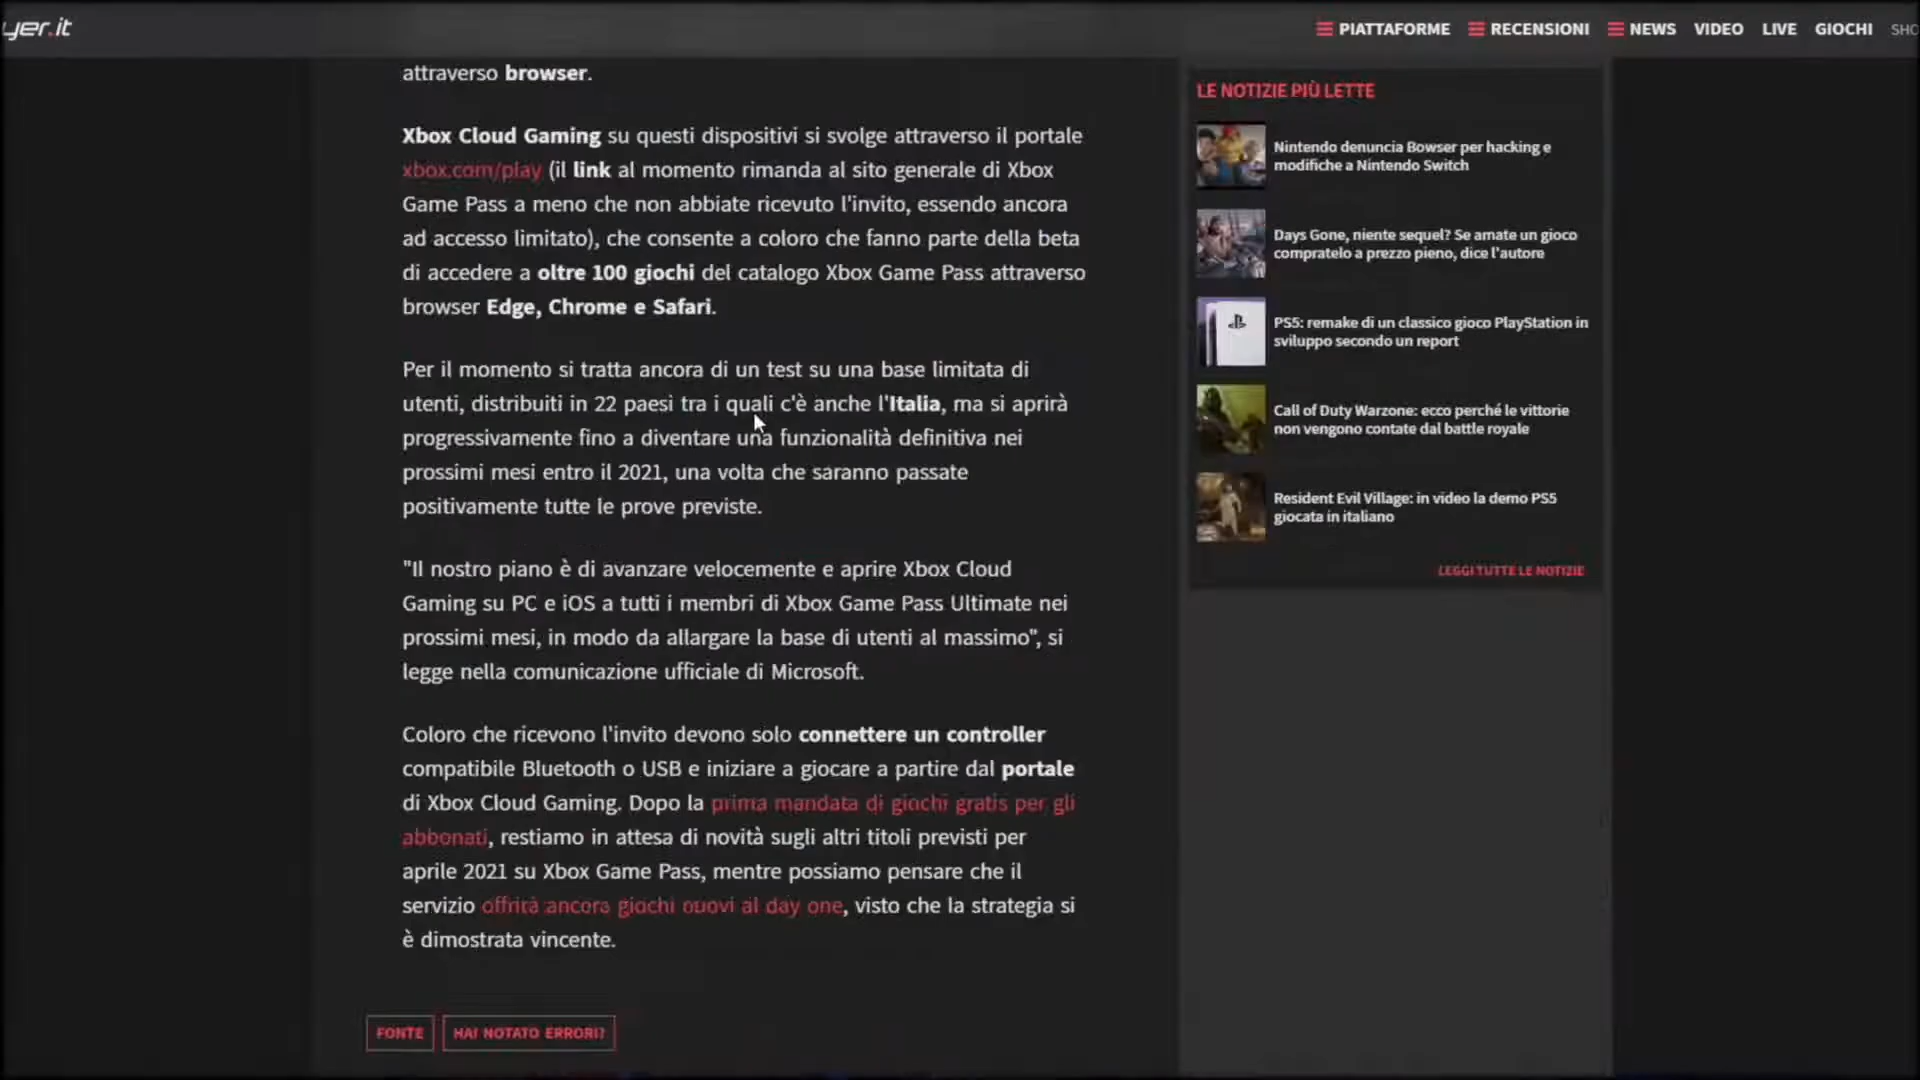 yer.it
PIATTAFORME RECENSIONI NEWS VIDEO LIVE GIOCHI SHO
attraverso browser.
Xbox Cloud Gaming su questi dispositivi si svolge attraverso il portale
xbox.com/play (il link al momento rimanda al sito generale di Xbox
Game Pass a meno che non abbiate ricevuto l'invito, essendo ancora
ad accesso limitato), che consente a coloro che fanno parte della beta
di accedere a oltre 100 giochi del catalogo Xbox Game Pass attraverso
browser Edge, Chrome e Safari.
Per il momento si tratta ancora di un test su una base limitata di
utenti, distribuiti in 22 paesi tra i quali c'è anche l'Italia, ma si aprirà
progressivamente fino a diventare una funzionalità definitiva nei
prossimi mesi entro il 2021, una volta che saranno passate
positivamente tutte le prove previste.
"Il nostro piano è di avanzare velocemente e aprire Xbox Cloud
Gaming su PC e iOS a tutti i membri di Xbox Game Pass Ultimate nei
prossimi mesi, in modo da allargare la base di utenti al massimo", si
legge nella comunicazione ufficiale di Microsoft.
Coloro che ricevono l'invito devono solo connettere un controller
compatibile Bluetooth o USB e iniziare a giocare a partire dal portale
di Xbox Cloud Gaming. Dopo la prima mandata di giochi gratis per gli
abbonati, restiamo in attesa di novità sugli altri titoli previsti per
aprile 2021 su Xbox Game Pass, mentre possiamo pensare che il
servizio offrirà ancora giochi nuovi al day one, visto che la strategia si
è dimostrata vincente.
FONTE HAI NOTATO ERRORI?
LE NOTIZIE PIÙ LETTE
Nintendo denuncia Bowser per hacking e
modifiche a Nintendo Switch
Days Gone, niente sequel? Se amate un gioco
compratelo a prezzo pieno, dice l'autore
PS5: remake di un classico gioco PlayStation in
sviluppo secondo un report
Call of Duty Warzone: ecco perché le vittorie
non vengono contate dal battle royale
Resident Evil Village: in video la demo PS5
giocata in italiano
LEGGI TUTTE LE NOTIZIE